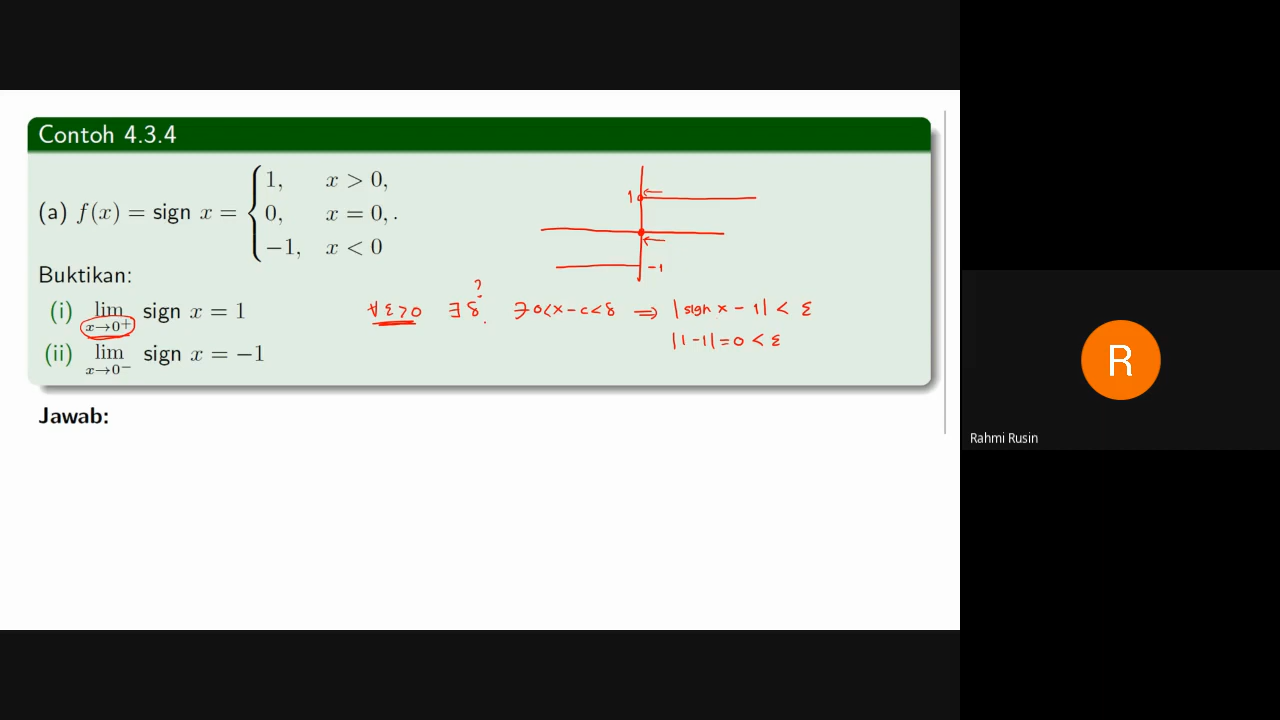 Contoh 4.3.4
(a) f(x) = sign x = { 1, x > 0,
0, x = 0, .
−1, x < 0
1
−1
Buktikan:
?
(i) lim x→0⁺ sign x = 1 ∀ ε > 0 ∃ δ ∋ 0 < x − c < δ ⟹ |sign x − 1| < ε
|1 − 1| = 0 < ε
(ii) lim x→0⁻ sign x = −1
Jawab:
R
Rahmi Rusin